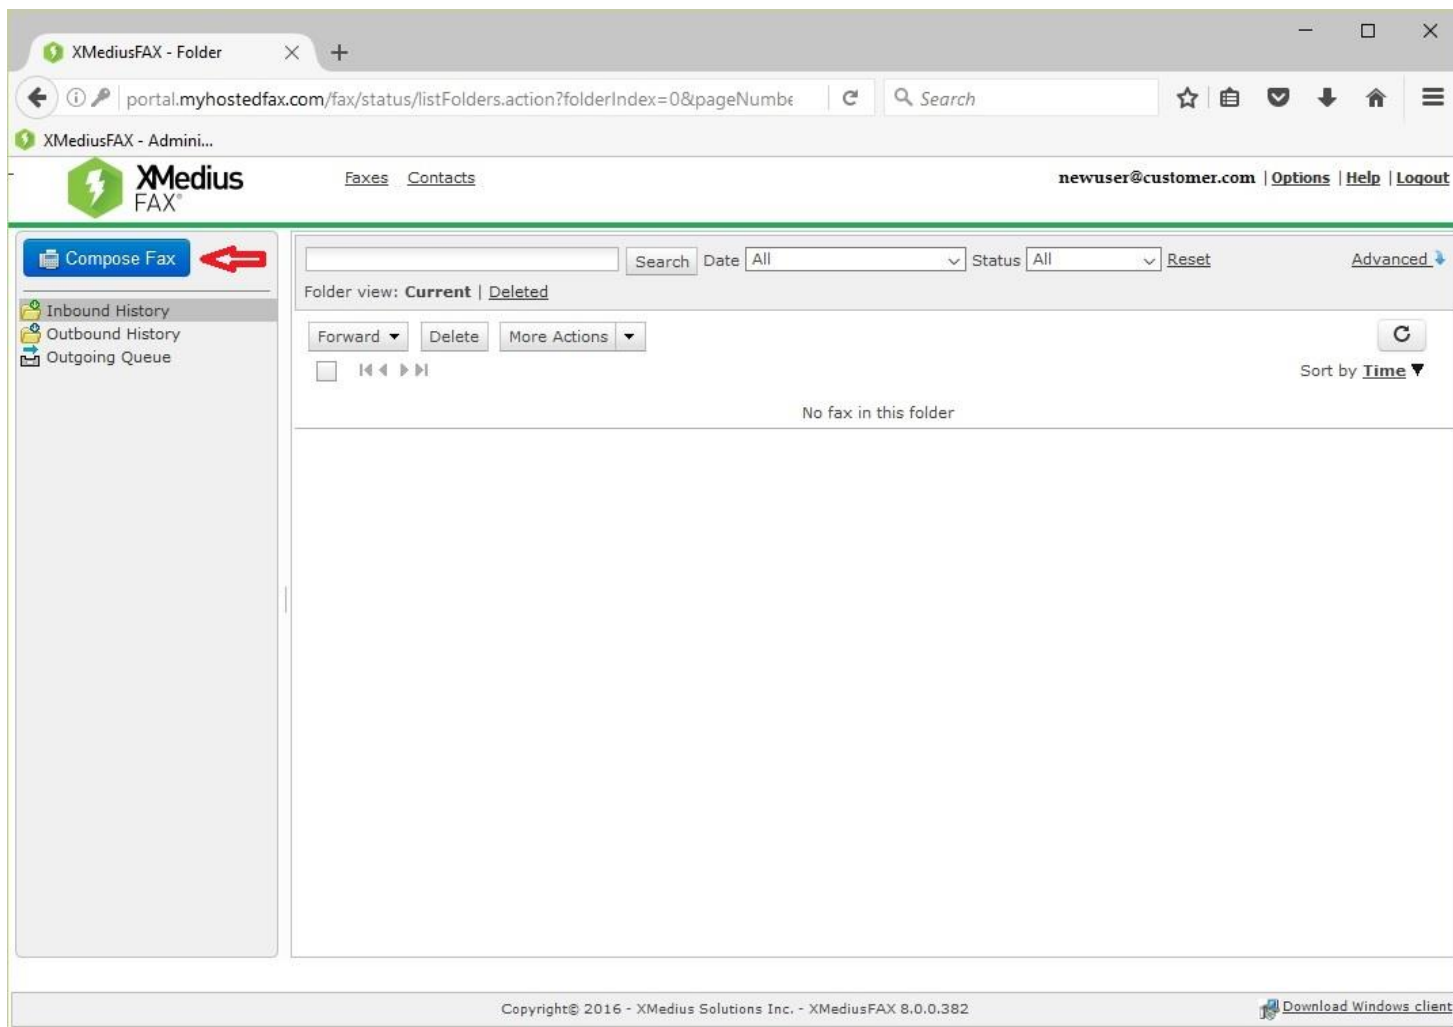 XMediusFAX - Folder
portal.myhostedfax.com/fax/status/listFolders.action?folderIndex=0&pageNumbe
Search
XMediusFAX - Admini...
XMedius
FAX®
Faxes Contacts
newuser@customer.com | Options | Help | Logout
Compose Fax
Inbound History
Outbound History
Outgoing Queue
Search Date All Status All Reset Advanced
Folder view: Current | Deleted
Forward Delete More Actions
Sort by Time
No fax in this folder
Copyright© 2016 - XMedius Solutions Inc. - XMediusFAX 8.0.0.382
Download Windows client